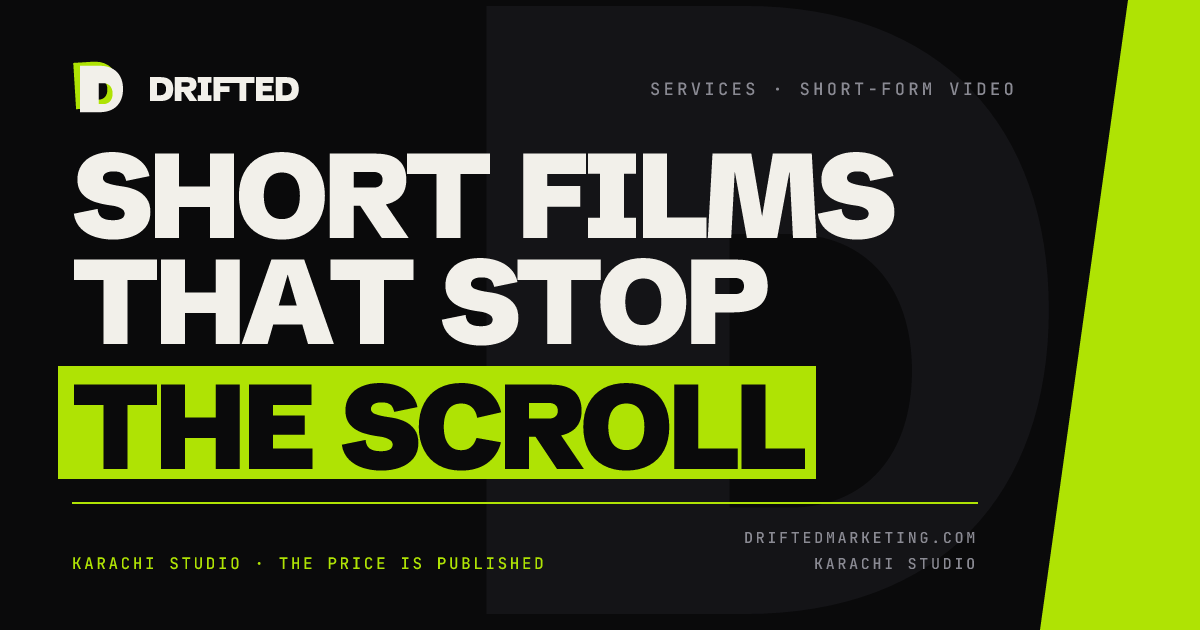 D DRIFTED
SERVICES · SHORT-FORM VIDEO
SHORT FILMS
THAT STOP
THE SCROLL
DRIFTEDMARKETING.COM
KARACHI STUDIO · THE PRICE IS PUBLISHED
KARACHI STUDIO